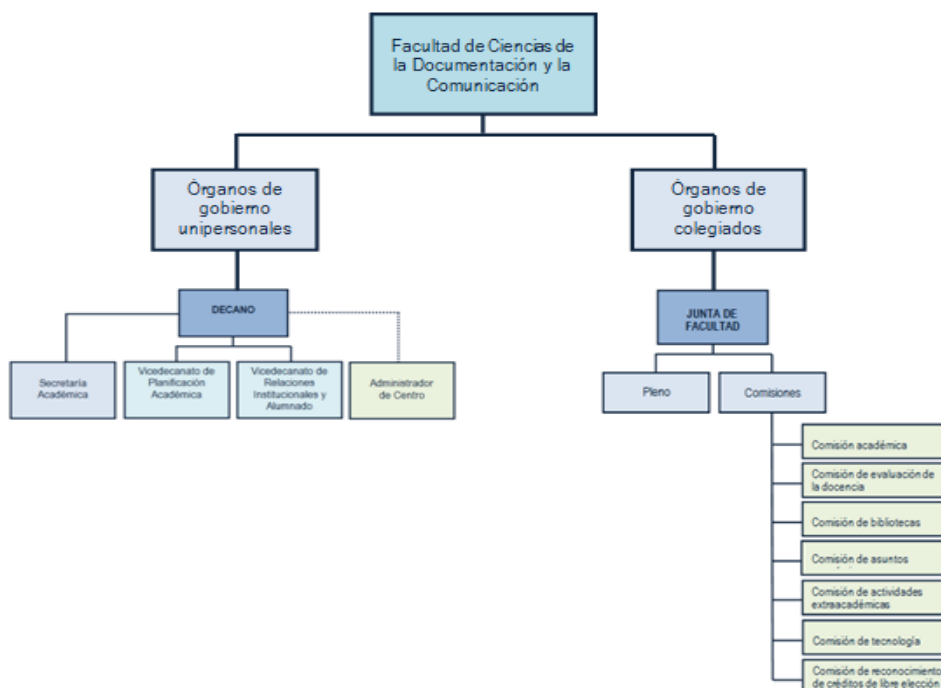 Facultad de Ciencias de
la Documentación y la
Comunicación
Órganos de
gobierno
unipersonales
Órganos de
gobierno
colegiados
DECANO
JUNTA DE
FACULTAD
Secretaría
Académica
Vicedecanato de
Planificación
Académica
Vicedecanato de
Relaciones
Institucionales y
Alumnado
Administrador
de Centro
Pleno
Comisiones
Comisión académica
Comisión de evaluación de
la docencia
Comisión de bibliotecas
Comisión de asuntos
Comisión de actividades
extraacadémicas
Comisión de tecnología
Comisión de reconocimiento
de créditos de libre elección